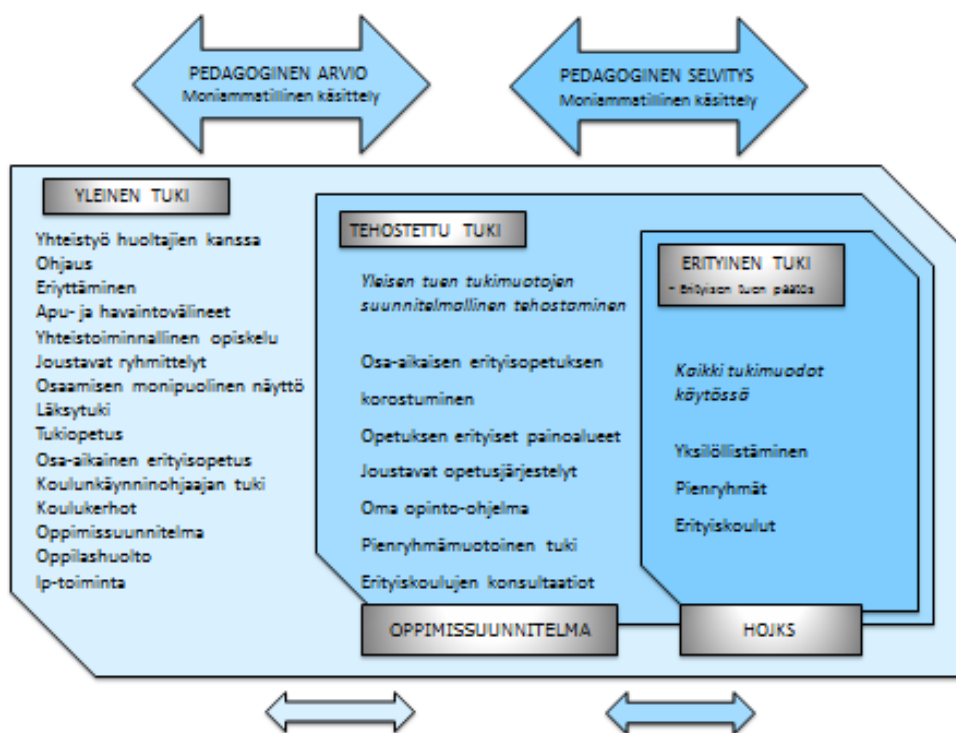 PEDAGOGINEN ARVIO
Moniammatillinen käsittely
PEDAGOGINEN SELVITYS
Moniammatillinen käsittely
YLEINEN TUKI
Yhteistyö huoltajien kanssa
Ohjaus
Eriyttäminen
Apu- ja havaintovälineet
Yhteistoiminnallinen opiskelu
Joustavat ryhmittelyt
Osaamisen monipuolinen näyttö
Läksytuki
Tukiopetus
Osa-aikainen erityisopetus
Koulunkäynninohjaajan tuki
Koulukerhot
Oppimissuunnitelma
Oppilashuolto
Ip-toiminta
TEHOSTETTU TUKI
Yleisen tuen tukimuotojen
suunnitelmallinen tehostaminen
Osa-aikaisen erityisopetuksen
korostuminen
Opetuksen erityiset painoalueet
Joustavat opetusjärjestelyt
Oma opinto-ohjelma
Pienryhmämuotoinen tuki
Erityiskoulujen konsultaatiot
OPPIMISSUUNNITELMA
ERITYINEN TUKI
- Erityisen tuen päätös
Kaikki tukimuodot
käytössä
Yksilöllistäminen
Pienryhmät
Erityiskoulut
HOJKS